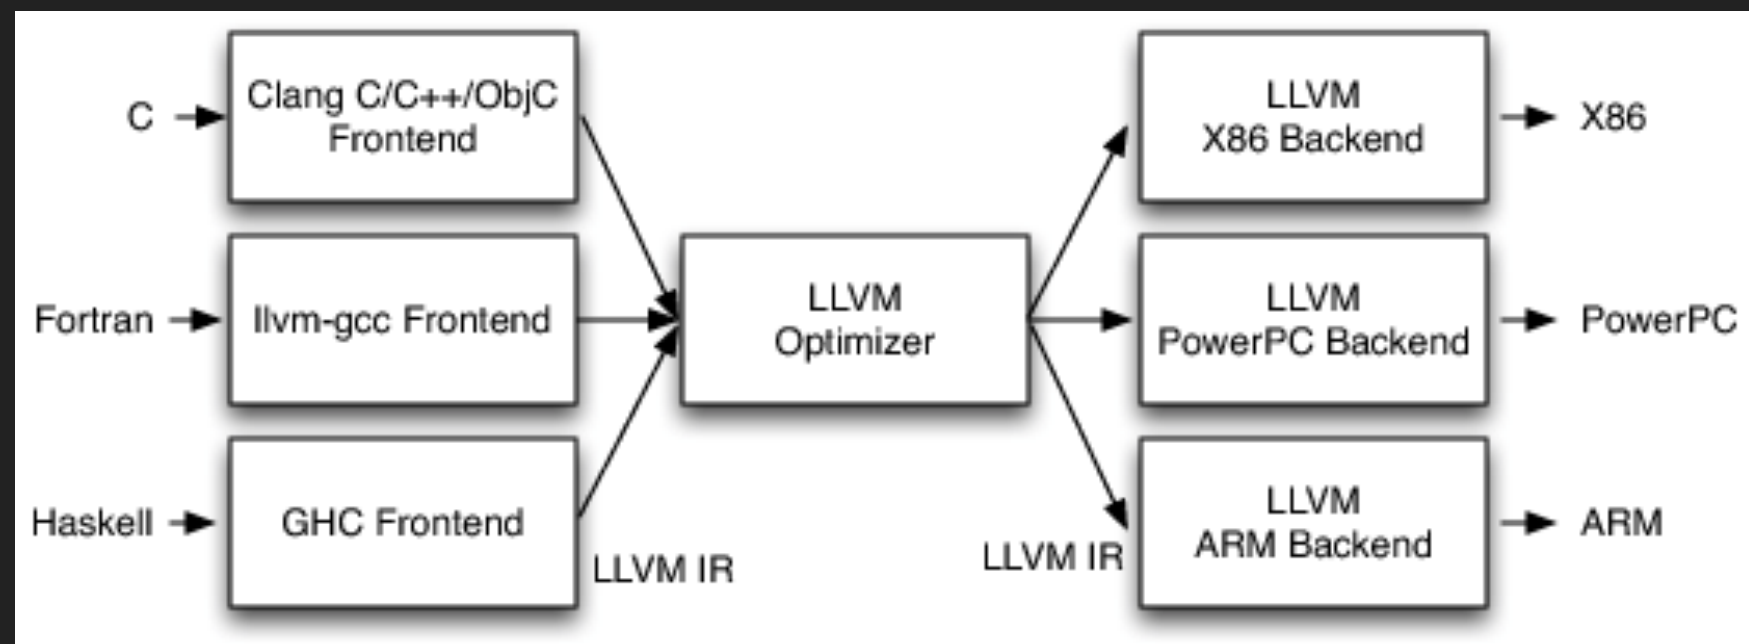 C
Clang C/C++/ObjC
Frontend
Fortran
llvm-gcc Frontend
Haskell
GHC Frontend
LLVM IR
LLVM
Optimizer
LLVM IR
LLVM
X86 Backend
X86
LLVM
PowerPC Backend
PowerPC
LLVM
ARM Backend
ARM